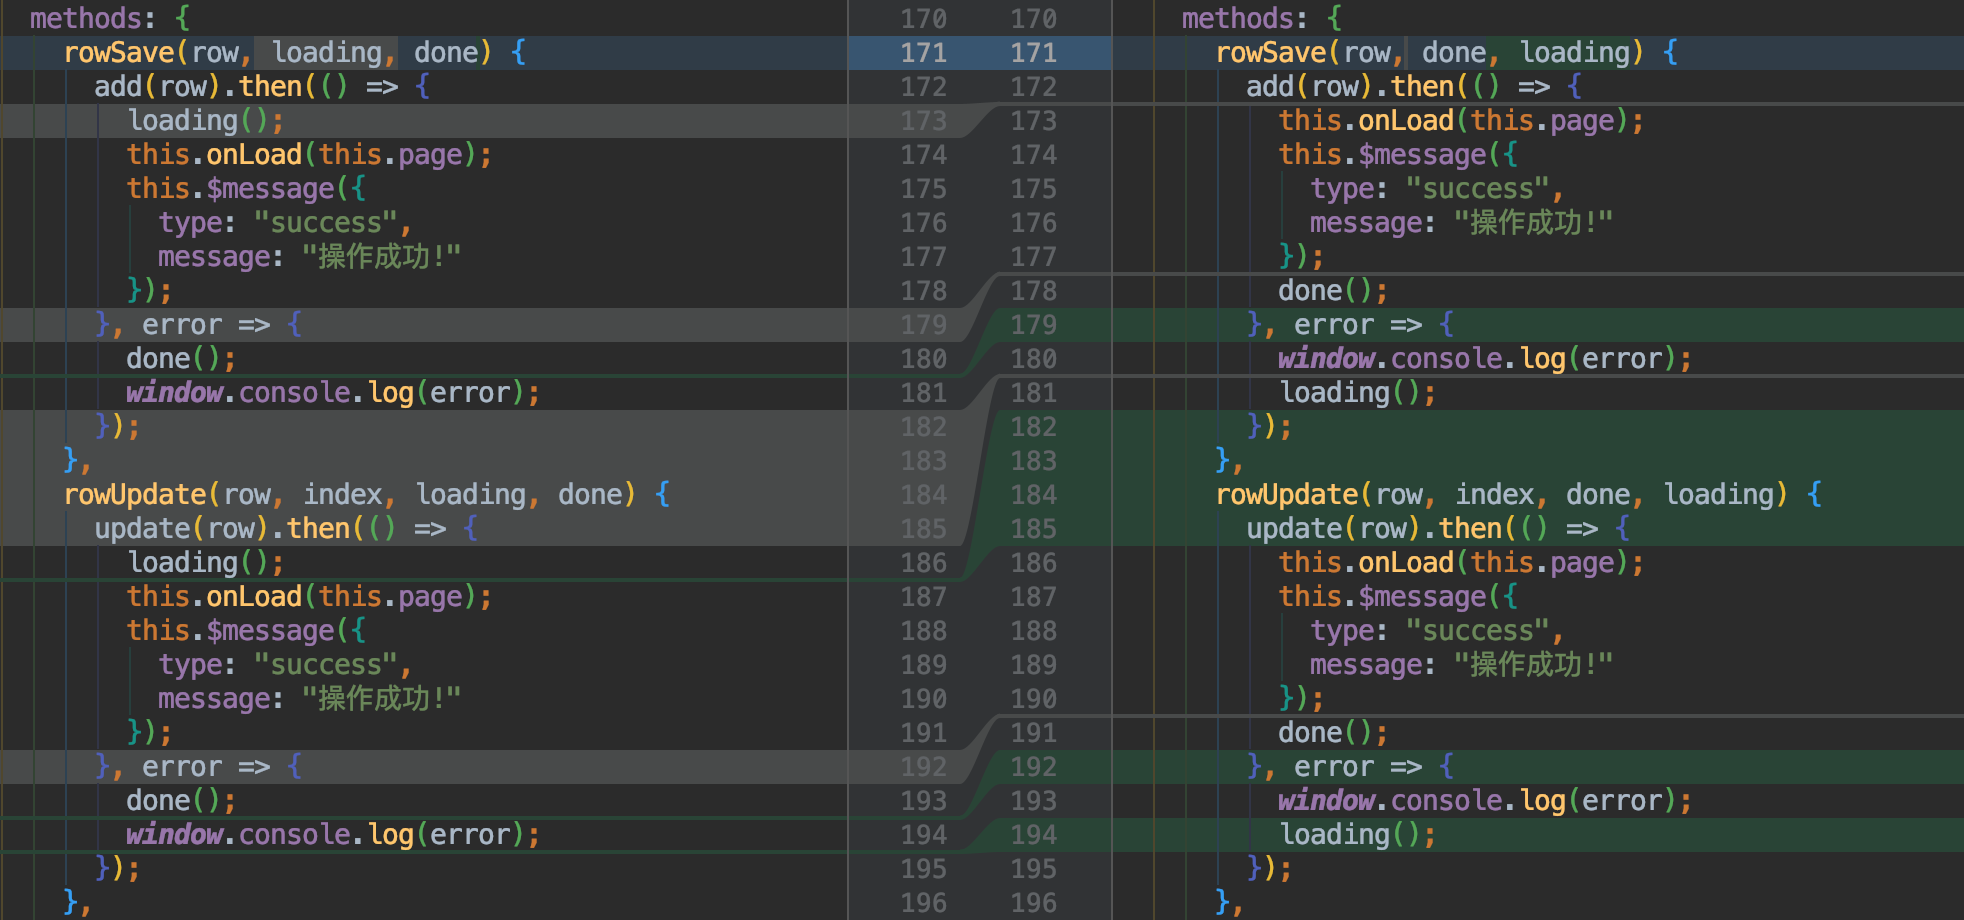 methods: {
  rowSave(row, loading, done) {
    add(row).then(() => {
      loading();
      this.onLoad(this.page);
      this.$message({
        type: "success",
        message: "操作成功!"
      });
    }, error => {
      done();
      window.console.log(error);
    });
  },
  rowUpdate(row, index, loading, done) {
    update(row).then(() => {
      loading();
      this.onLoad(this.page);
      this.$message({
        type: "success",
        message: "操作成功!"
      });
    }, error => {
      done();
      window.console.log(error);
    });
  },
170 170
171 171
172 172
173 173
174 174
175 175
176 176
177 177
178 178
179 179
180 180
181 181
182 182
183 183
184 184
185 185
186 186
187 187
188 188
189 189
190 190
191 191
192 192
193 193
194 194
195 195
196 196
methods: {
  rowSave(row, done, loading) {
    add(row).then(() => {
      this.onLoad(this.page);
      this.$message({
        type: "success",
        message: "操作成功!"
      });
      done();
    }, error => {
      window.console.log(error);
      loading();
    });
  },
  rowUpdate(row, index, done, loading) {
    update(row).then(() => {
      this.onLoad(this.page);
      this.$message({
        type: "success",
        message: "操作成功!"
      });
      done();
    }, error => {
      window.console.log(error);
      loading();
    });
  },